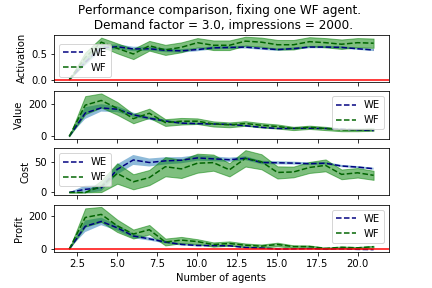 Performance comparison, fixing one WF agent.
Demand factor = 3.0, impressions = 2000.
Activation
0.5
0.0
WE
WF
Value
200
0
WE
WF
Cost
50
0
WE
WF
Profit
200
0
WE
WF
2.5 5.0 7.5 10.0 12.5 15.0 17.5 20.0
Number of agents